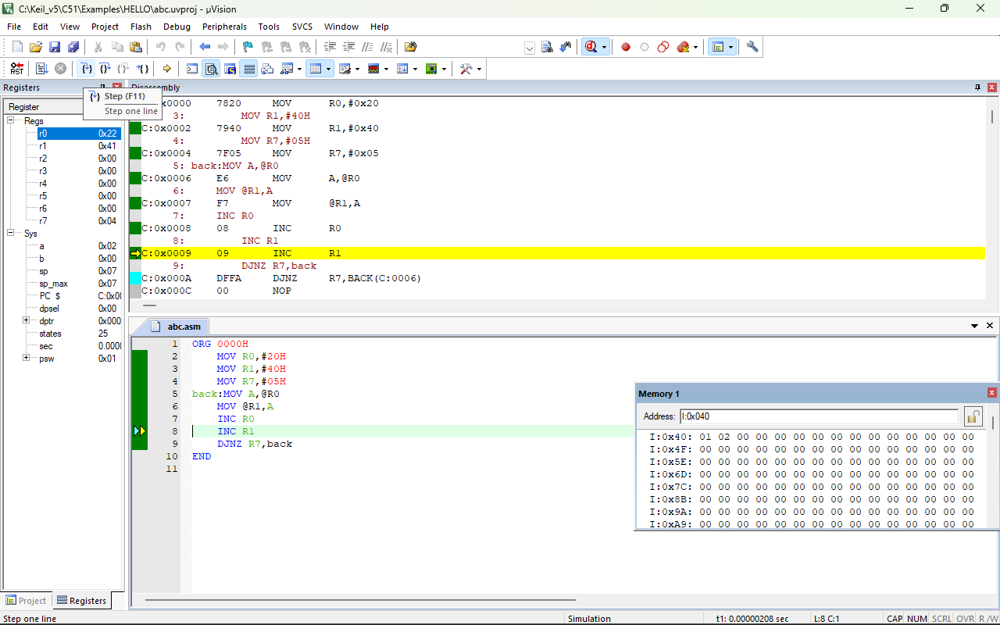 C:\Keil_v5\C51\Examples\HELLO\abc.uvproj - µVision
File Edit View Project Flash Debug Peripherals Tools SVCS Window Help
RST
Registers
Disassembly
Step (F11)
Step one line
Register
Regs
r0 0x22
r1 0x41
r2 0x00
r3 0x00
r4 0x00
r5 0x00
r6 0x00
r7 0x04
Sys
a 0x02
b 0x00
sp 0x07
sp_max 0x07
PC $ C:0x00
dpsel 0x00
dptr 0x000
states 25
sec 0.0000
psw 0x01
Project Registers
0000 7820 MOV R0,#0x20
3: MOV R1,#40H
C:0x0002 7940 MOV R1,#0x40
4: MOV R7,#05H
C:0x0004 7F05 MOV R7,#0x05
5: back:MOV A,@R0
C:0x0006 E6 MOV A,@R0
6: MOV @R1,A
C:0x0007 F7 MOV @R1,A
7: INC R0
C:0x0008 08 INC R0
8: INC R1
C:0x0009 09 INC R1
9: DJNZ R7,back
C:0x000A DFFA DJNZ R7,BACK(C:0006)
C:0x000C 00 NOP
abc.asm
1 ORG 0000H
2 MOV R0,#20H
3 MOV R1,#40H
4 MOV R7,#05H
5 back:MOV A,@R0
6 MOV @R1,A
7 INC R0
8 INC R1
9 DJNZ R7,back
10 END
11
Memory 1
Address: I:0x040
I:0x40: 01 02 00 00 00 00 00 00 00 00 00 00 00 00 00
I:0x4F: 00 00 00 00 00 00 00 00 00 00 00 00 00 00 00
I:0x5E: 00 00 00 00 00 00 00 00 00 00 00 00 00 00 00
I:0x6D: 00 00 00 00 00 00 00 00 00 00 00 00 00 00 00
I:0x7C: 00 00 00 00 00 00 00 00 00 00 00 00 00 00 00
I:0x8B: 00 00 00 00 00 00 00 00 00 00 00 00 00 00 00
I:0x9A: 00 00 00 00 00 00 00 00 00 00 00 00 00 00 00
I:0xA9: 00 00 00 00 00 00 00 00 00 00 00 00 00 00 00
Step one line Simulation t1: 0.00000208 sec L:8 C:1 CAP NUM SCRL OVR R/W